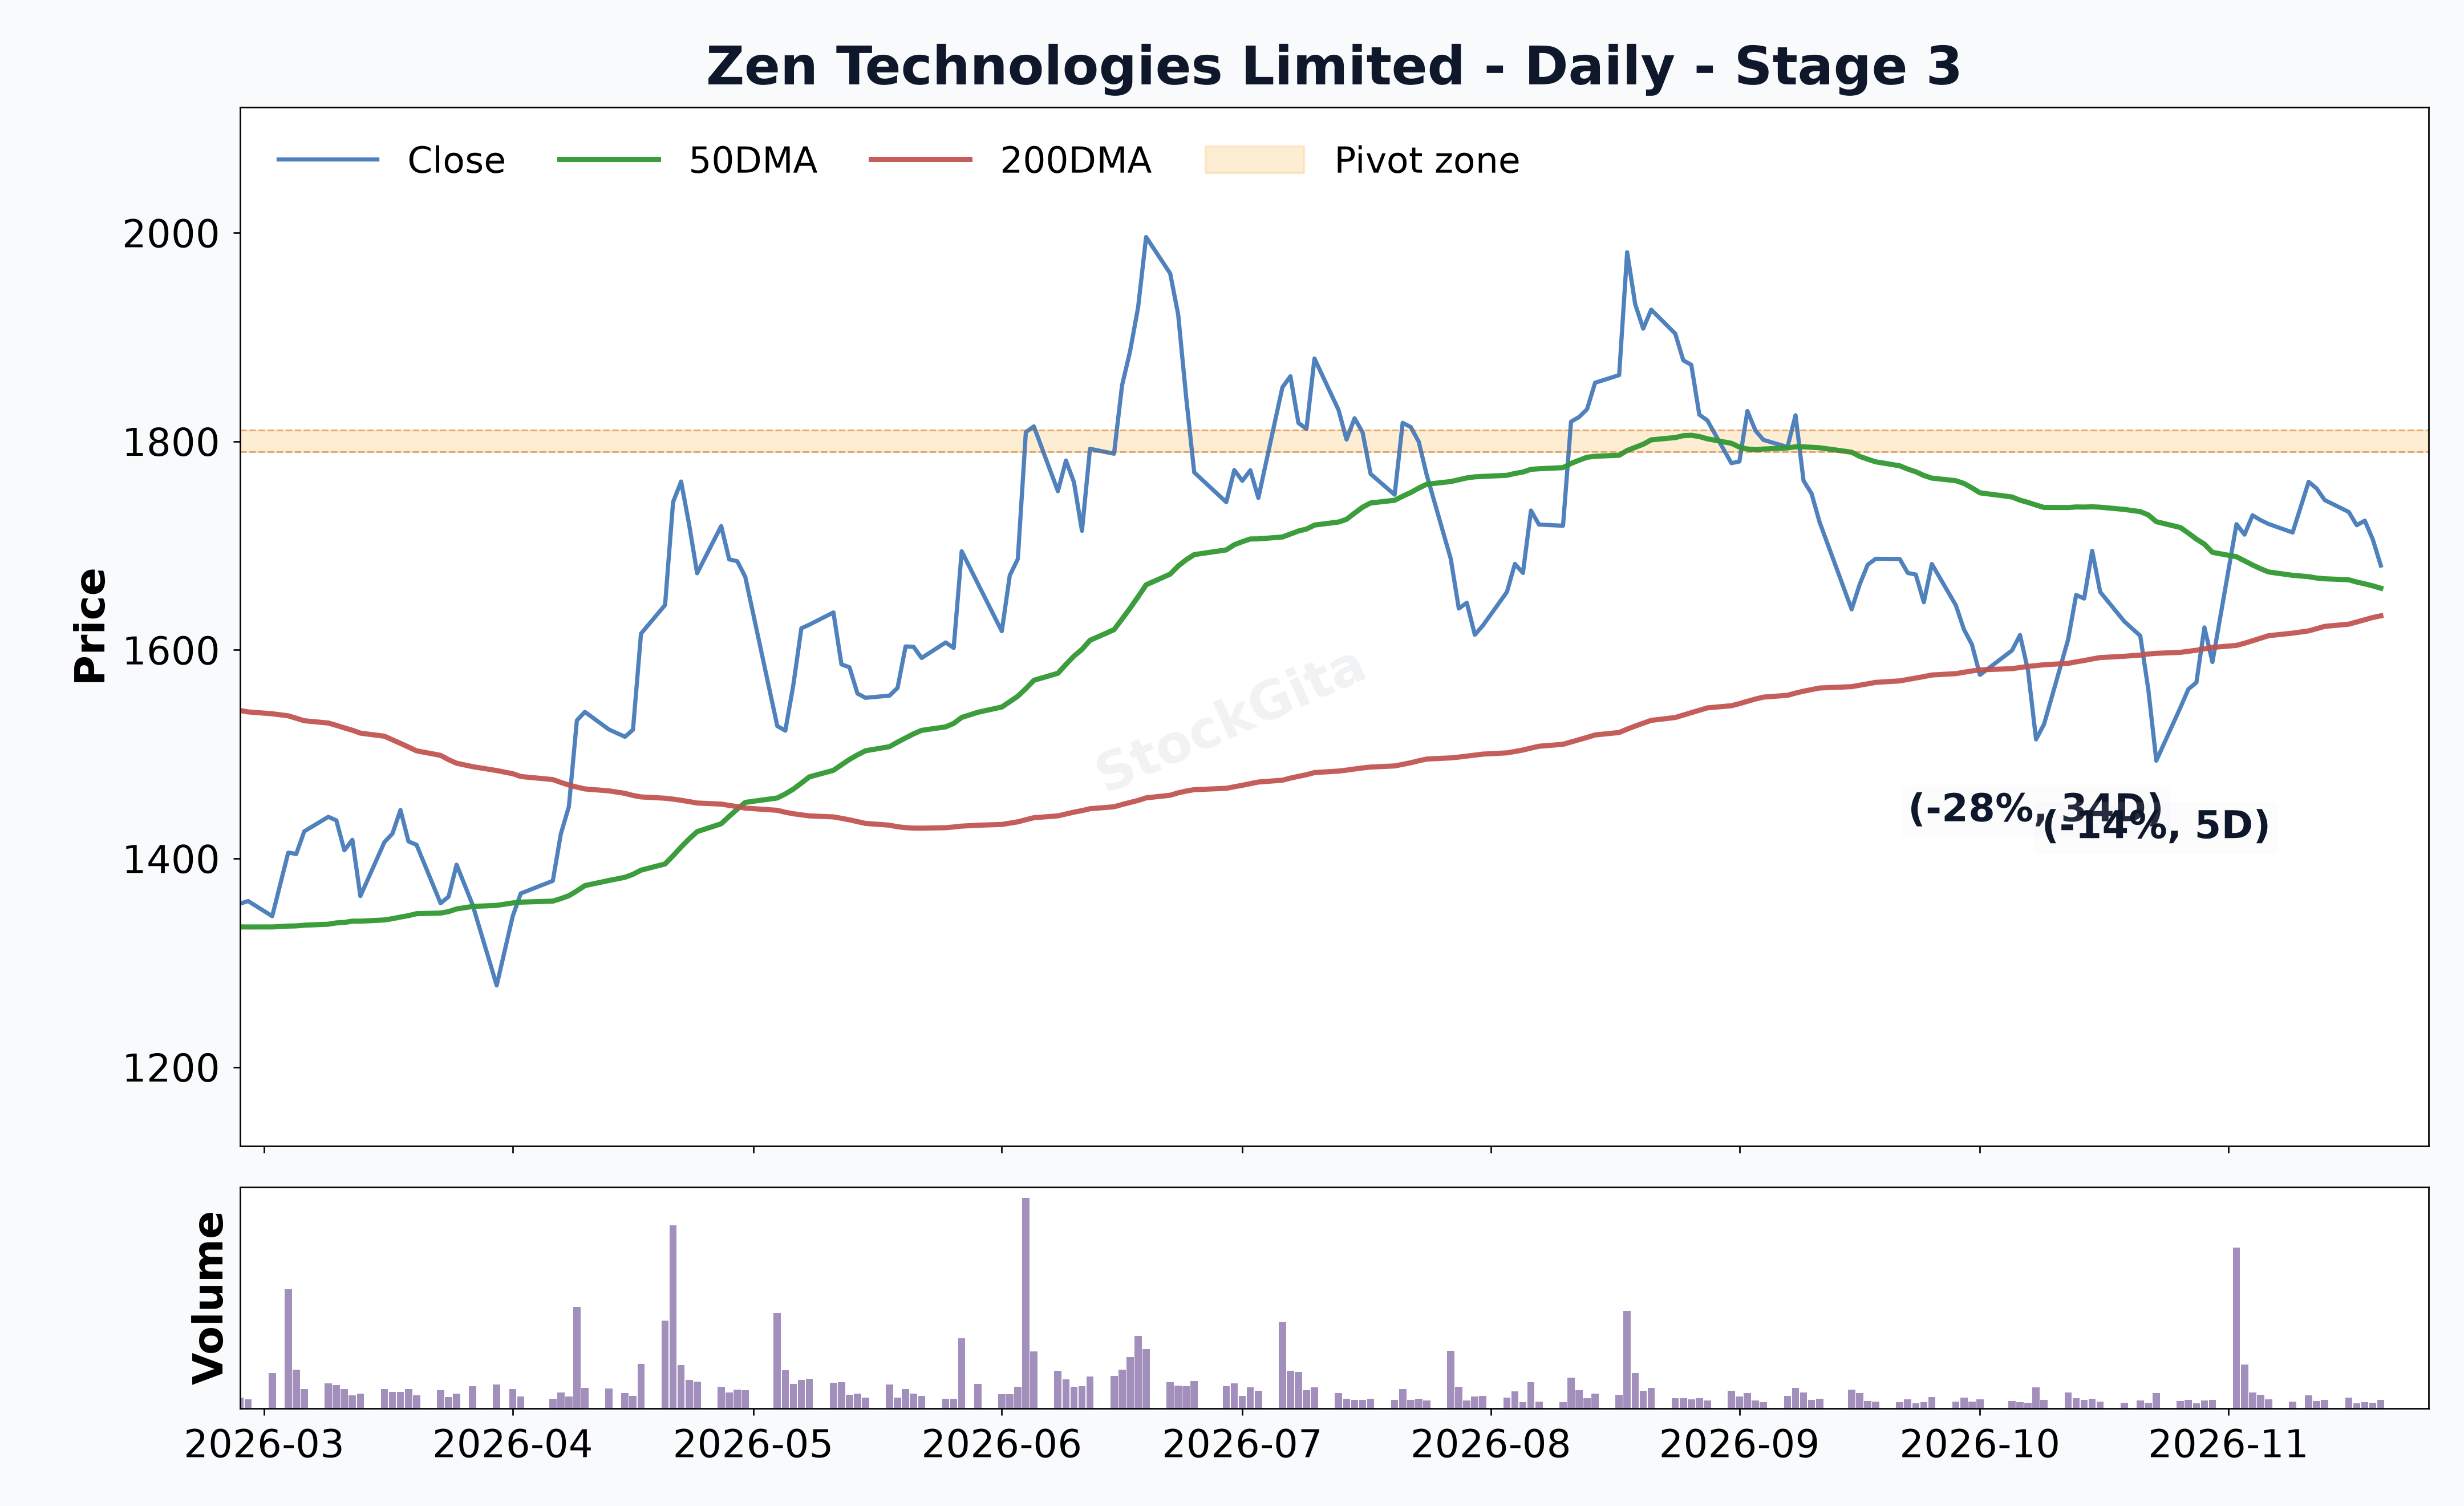 Zen Technologies Limited - Daily - Stage 3
Close 50DMA 200DMA Pivot zone
Price
2000
1800
1600
1400
1200
StockGita
(-28%, 34D)
(-14%, 5D)
Volume
2026-03 2026-04 2026-05 2026-06 2026-07 2026-08 2026-09 2026-10 2026-11